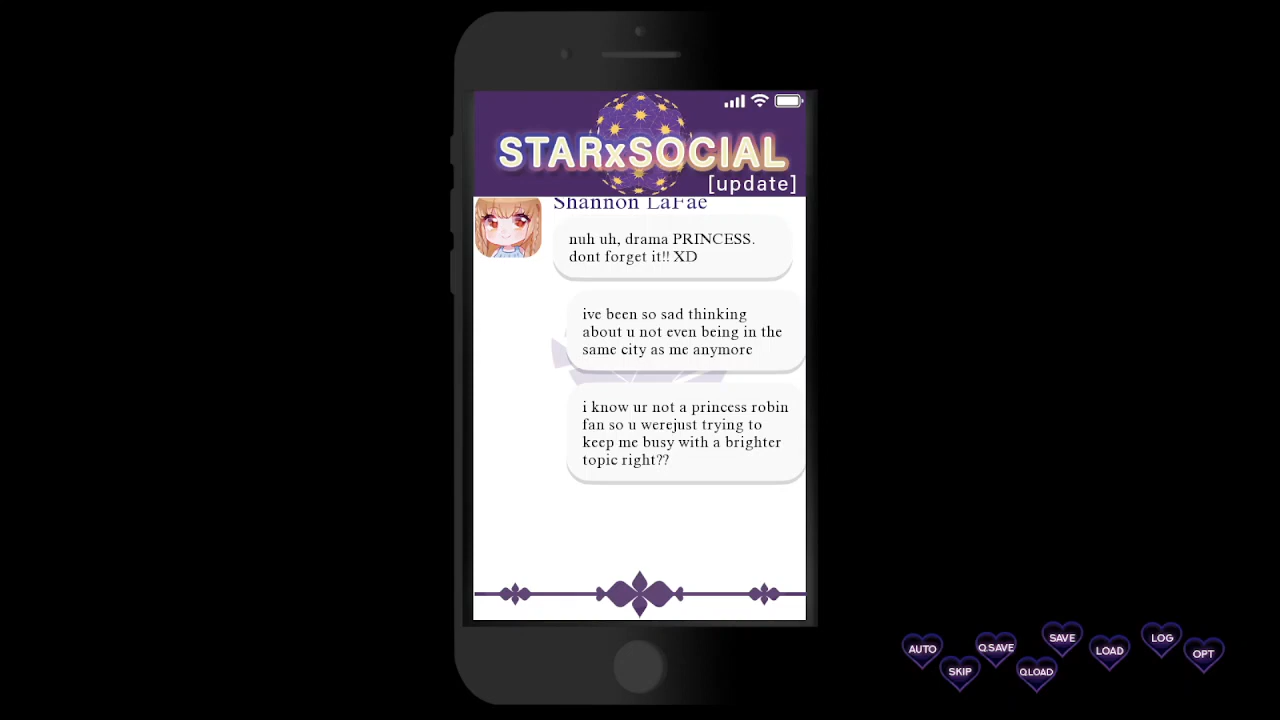 STARxSOCIAL
[update]
Shannon LaFae
nuh uh, drama PRINCESS.
dont forget it!! XD
ive been so sad thinking
about u not even being in the
same city as me anymore
i know ur not a princess robin
fan so u werejust trying to
keep me busy with a brighter
topic right??
AUTO
SKIP
Q.SAVE
Q.LOAD
SAVE
LOAD
LOG
OPT